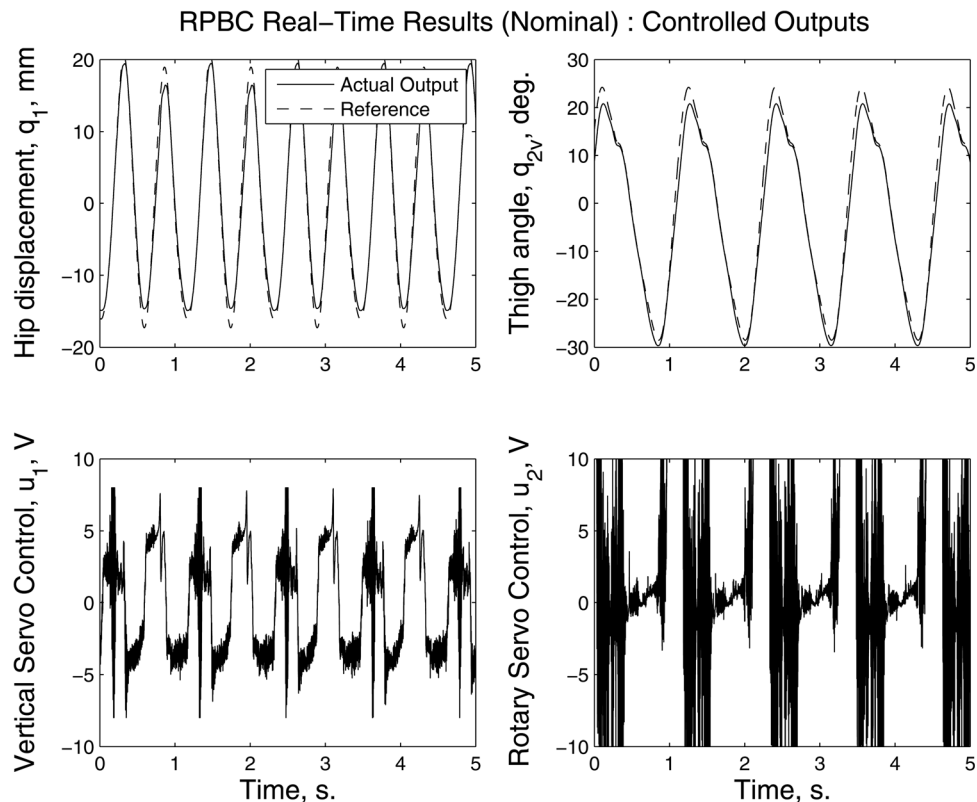 RPBC Real−Time Results (Nominal) : Controlled Outputs
Hip displacement, q1, mm
20
10
0
−10
−20
0 1 2 3 4 5
Actual Output
Reference
Thigh angle, q2v, deg.
30
20
10
0
−10
−20
−30
0 1 2 3 4 5
Vertical Servo Control, u1, V
10
5
0
−5
−10
0 1 2 3 4 5
Time, s.
Rotary Servo Control, u2, V
10
5
0
−5
−10
0 1 2 3 4 5
Time, s.